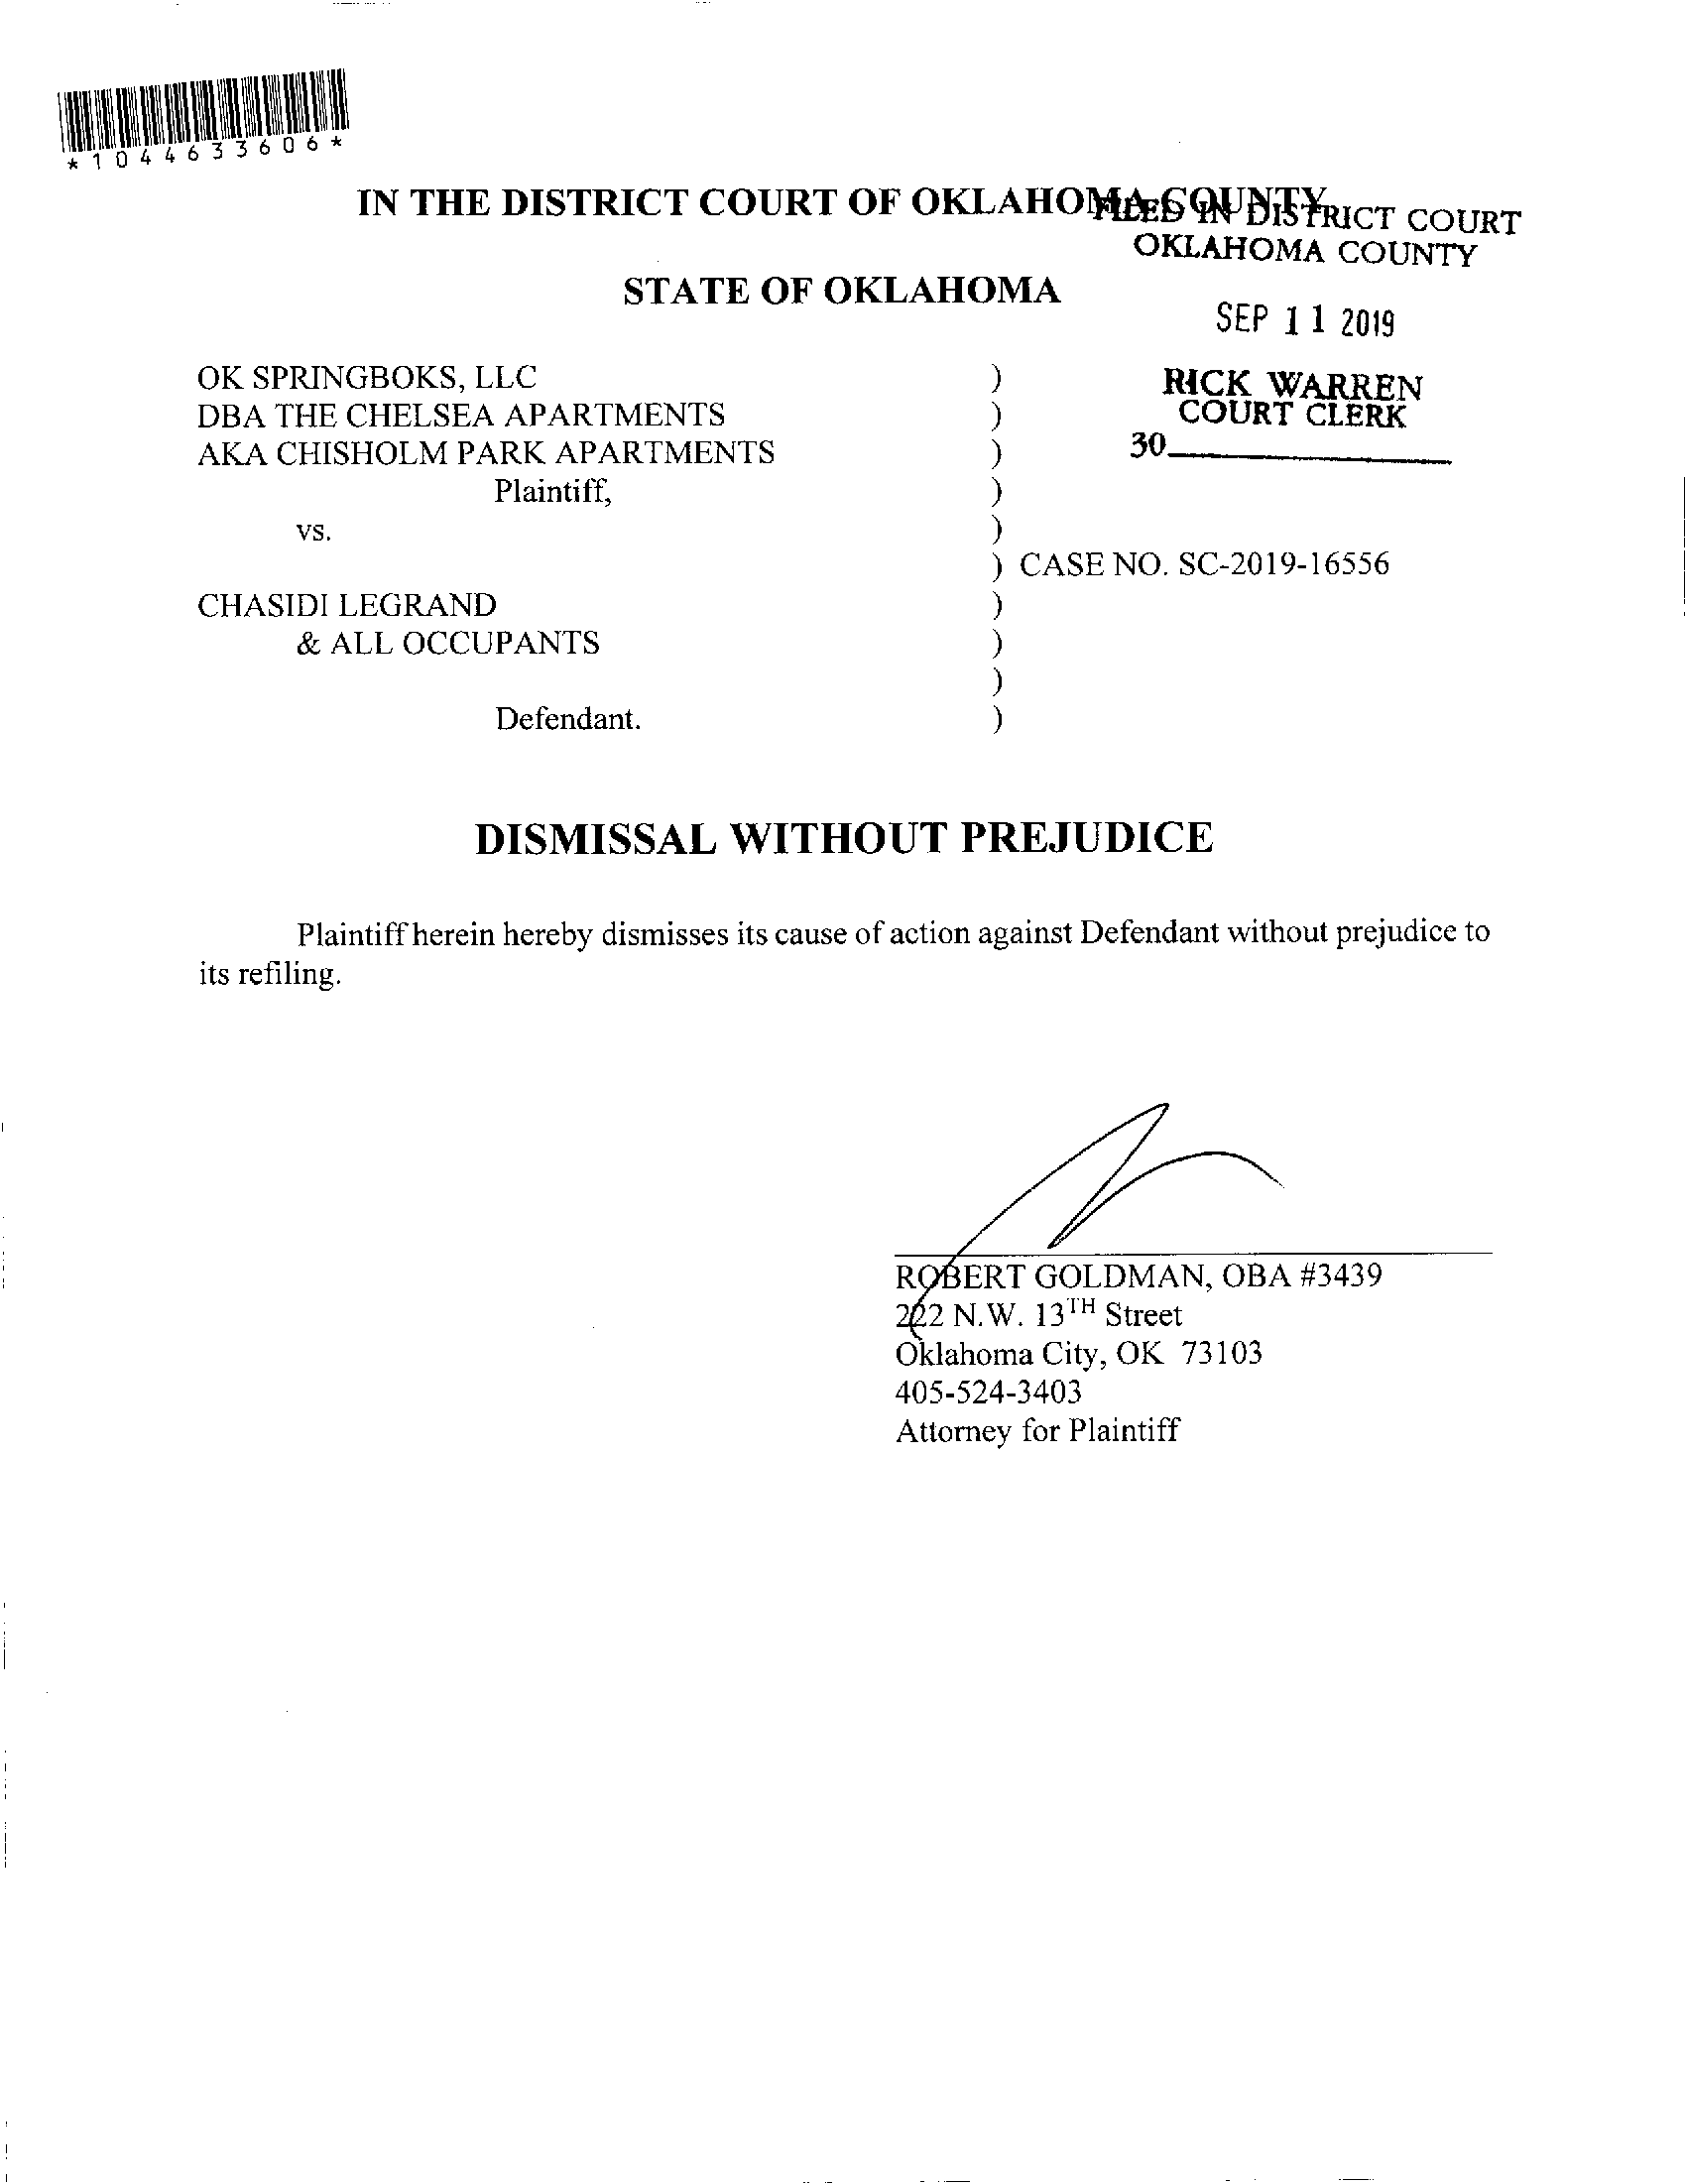 *1044633606*
IN THE DISTRICT COURT OF OKLAHOMA COUNTY
FILED IN DISTRICT COURT
OKLAHOMA COUNTY
STATE OF OKLAHOMA
SEP 11 2019
OK SPRINGBOKS, LLC )
RICK WARREN
DBA THE CHELSEA APARTMENTS )
COURT CLERK
AKA CHISHOLM PARK APARTMENTS )
30
Plaintiff, )
vs. )
) CASE NO. SC-2019-16556
CHASIDI LEGRAND )
& ALL OCCUPANTS )
)
Defendant. )
DISMISSAL WITHOUT PREJUDICE
Plaintiff herein hereby dismisses its cause of action against Defendant without prejudice to
its refiling.
ROBERT GOLDMAN, OBA #3439
222 N.W. 13TH Street
Oklahoma City, OK 73103
405-524-3403
Attorney for Plaintiff